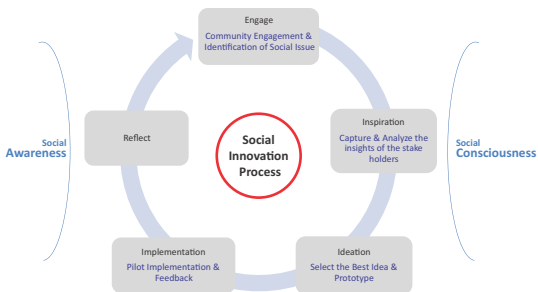 Engage
Community Engagement &
Identification of Social Issue
Inspiration
Capture & Analyze the
insights of the stake
holders
Ideation
Select the Best Idea &
Prototype
Implementation
Pilot Implementation &
Feedback
Reflect
Social
Innovation
Process
Social
Awareness
Social
Consciousness